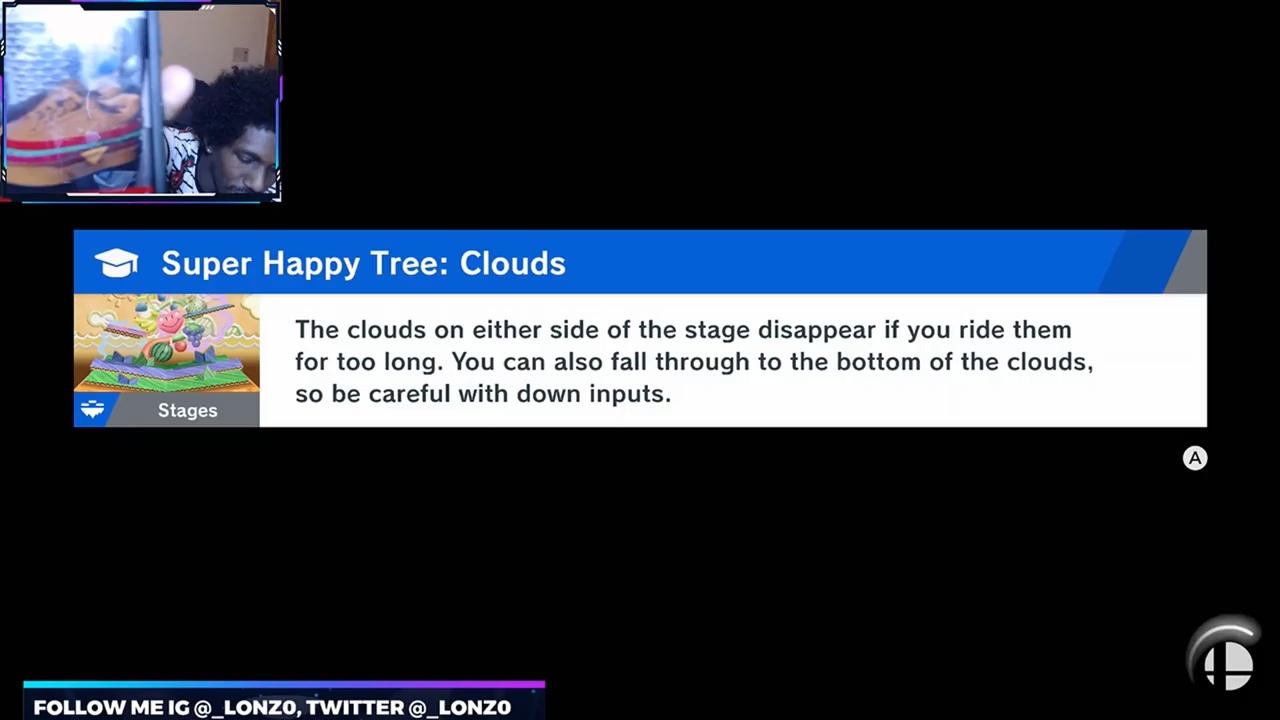 Super Happy Tree: Clouds
The clouds on either side of the stage disappear if you ride them
for too long. You can also fall through to the bottom of the clouds,
so be careful with down inputs.
Stages
A
FOLLOW ME IG @_LONZ0, TWITTER @_LONZ0